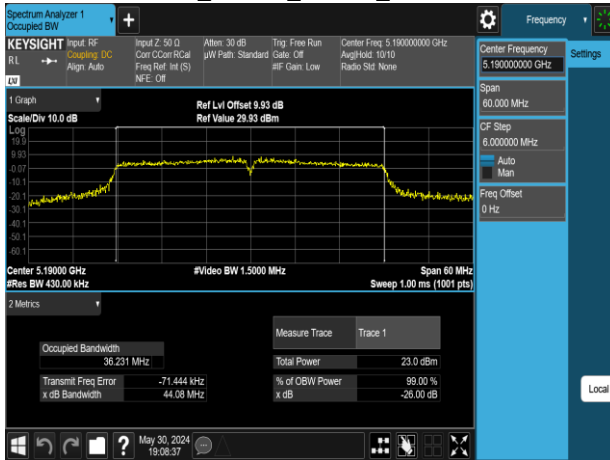 Spectrum Analyzer 1
Occupied BW
Frequency
KEYSIGHT Input: RF
RL
Coupling: DC
Align: Auto
LXI
Input Z: 50 Ω
Corr CCorr RCal
Freq Ref: Int (S)
NFE: Off
Atten: 30 dB
µW Path: Standard
Trig: Free Run
Gate: Off
#IF Gain: Low
Center Freq: 5.190000000 GHz
Avg|Hold: 10/10
Radio Std: None
Center Frequency
5.190000000 GHz
Settings
Span
60.000 MHz
CF Step
6.000000 MHz
Auto
Man
Freq Offset
0 Hz
Local
1 Graph
Scale/Div 10.0 dB
Ref Lvl Offset 9.93 dB
Ref Value 29.93 dBm
Log
19.9
9.93
-0.07
-10.1
-20.1
-30.1
-40.1
-50.1
-60.1
Center 5.19000 GHz
#Res BW 430.00 kHz
#Video BW 1.5000 MHz
Span 60 MHz
Sweep 1.00 ms (1001 pts)
2 Metrics
Measure Trace Trace 1
Occupied Bandwidth
36.231 MHz
Total Power 23.0 dBm
Transmit Freq Error -71.444 kHz
% of OBW Power 99.00 %
x dB Bandwidth 44.08 MHz
x dB -26.00 dB
May 30, 2024
19:08:37